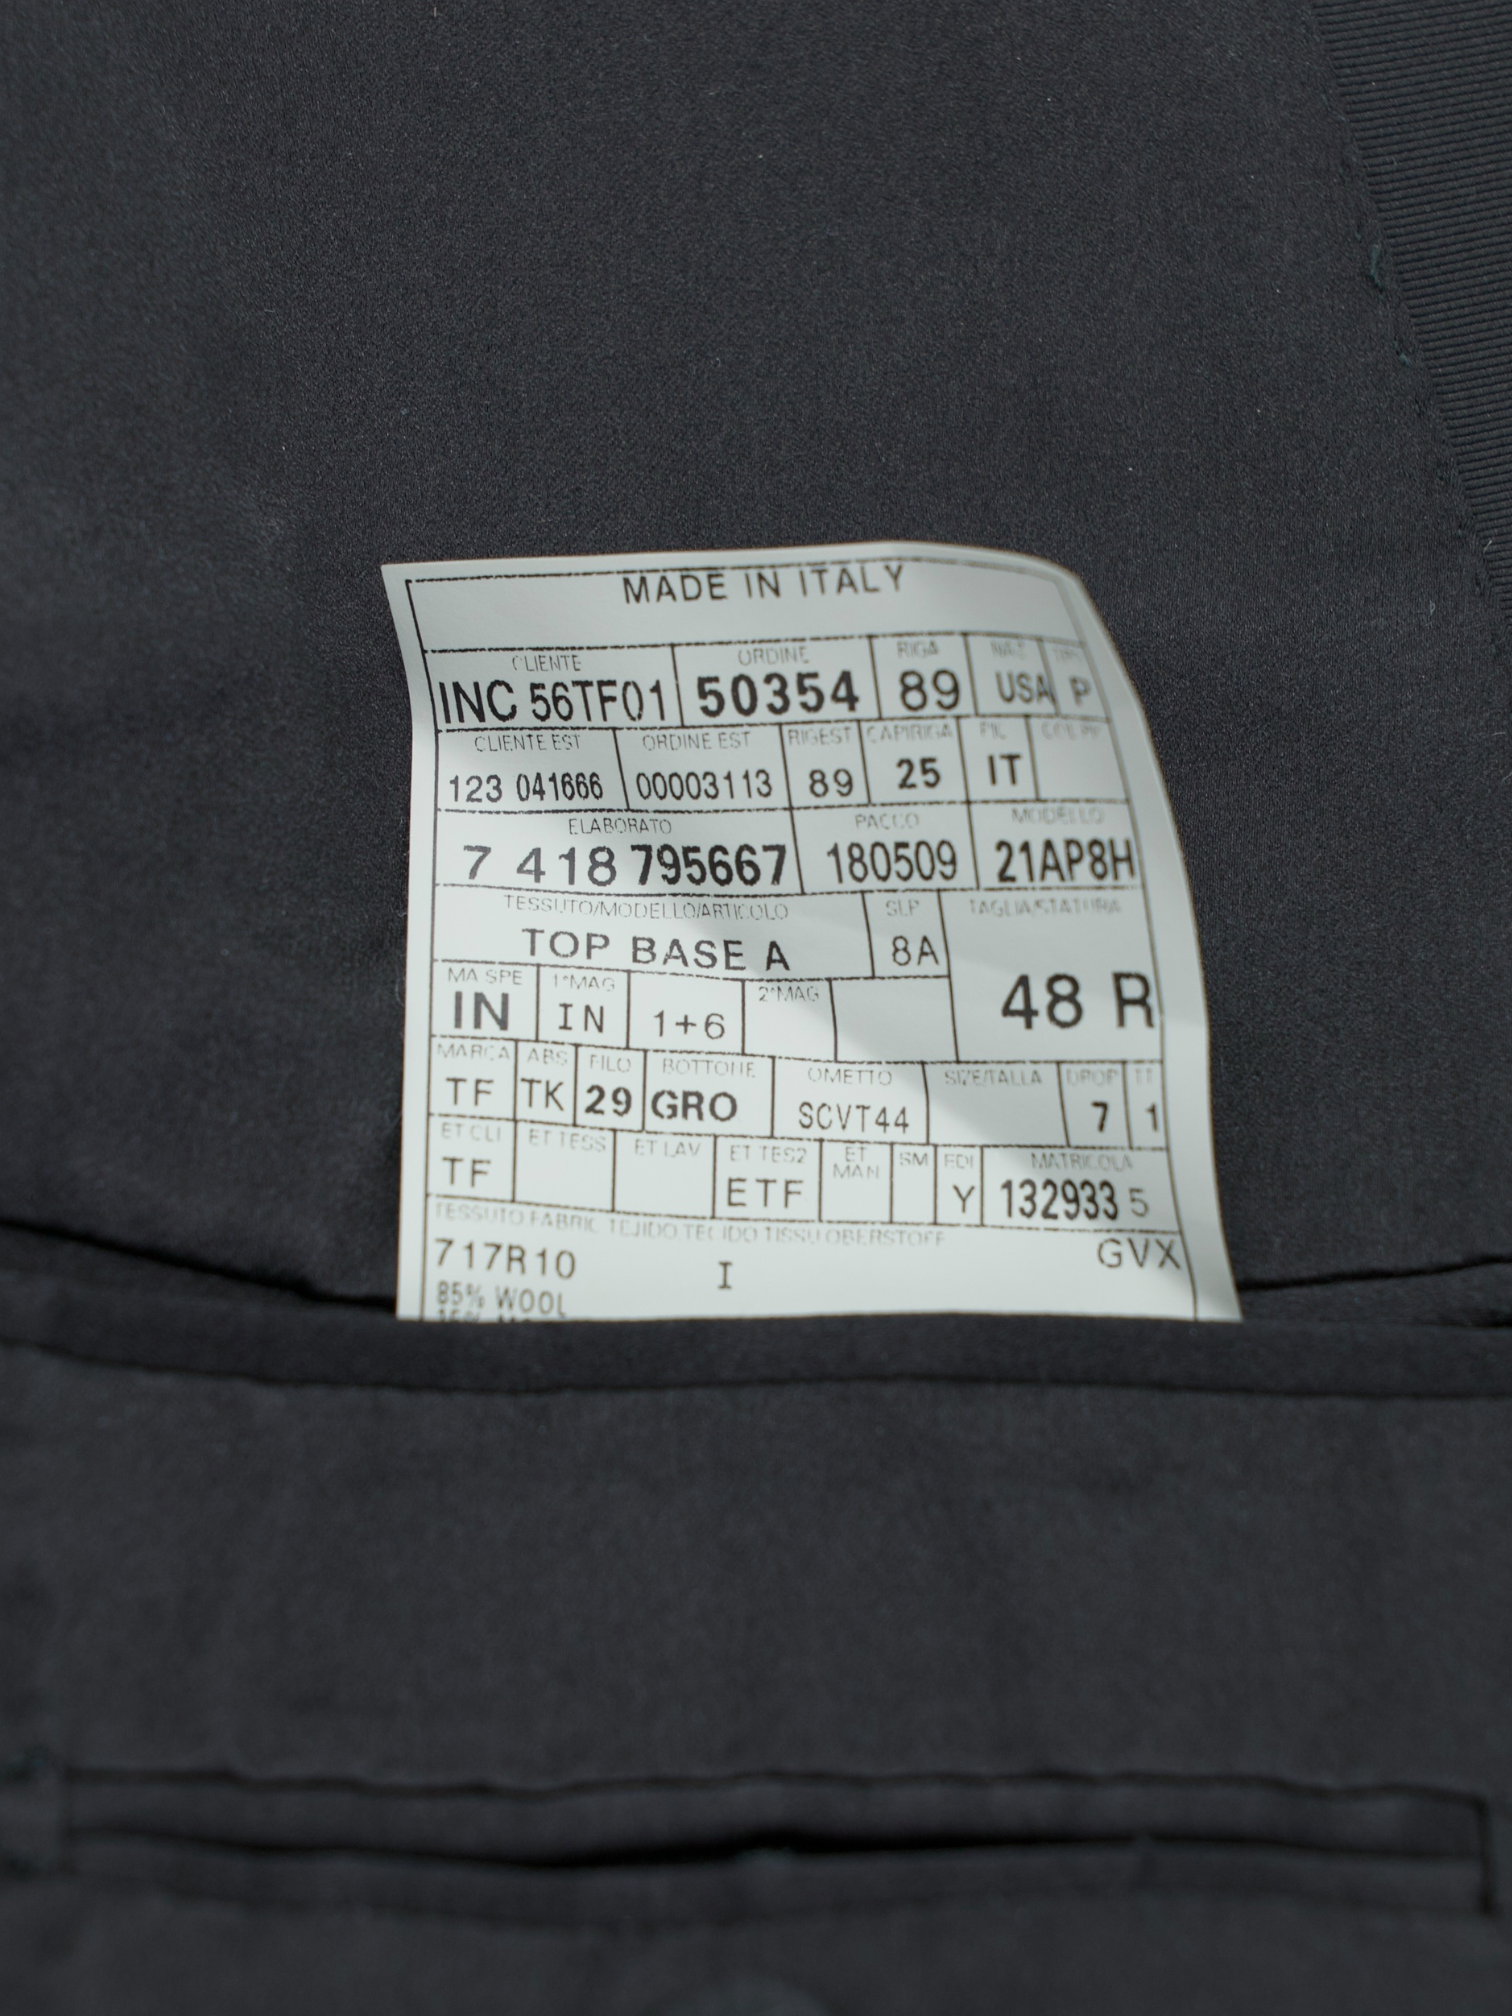 MADE IN ITALY
CLIENTE ORDINE RIGA NAZ
INC 56TF01 50354 89 USA P
CLIENTE EST ORDINE EST RIGEST CAPIRIGA
123 041666 00003113 89 25 IT
ELABORATO PACCO MODELLO
7 418 795667 180509 21AP8H
TESSUTO/MODELLO/ARTICOLO SLP TAGLIA/STATURA
TOP BASE A 8A 48 R
MA SPE 1°MAG 2°MAG
IN IN 1+6
MARCA ABS FILO BOTTONE OMETTO SIZE/TALLA DROP TT
TF TK 29 GRO SCVT44 7 1
ET CLI ET TESS ET LAV ET TES2 ET MAN SM EDI MATRICOLA
TF ETF Y 132933 5
TESSUTO FABRIC TEJIDO TECIDO TISSU OBERSTOFF
717R10 I GVX
85% WOOL